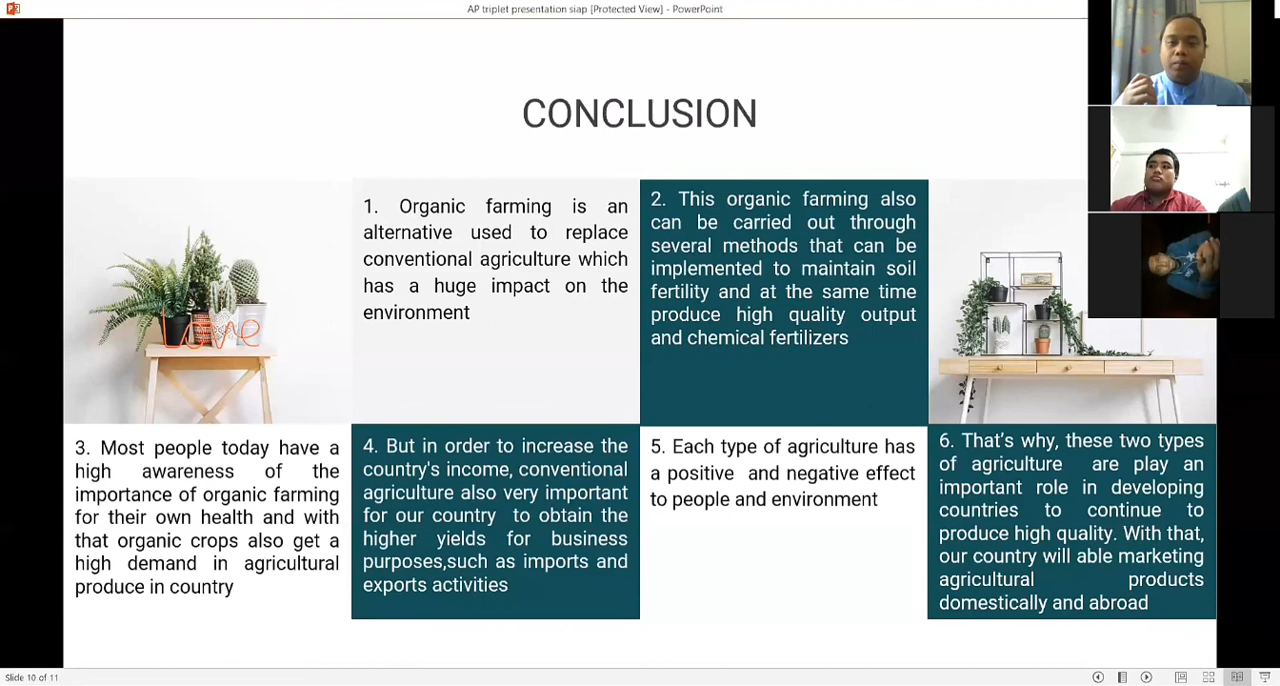 AP triplet presentation siap [Protected View] - PowerPoint
CONCLUSION
1. Organic farming is an
alternative used to replace
conventional agriculture which
has a huge impact on the
environment
2. This organic farming also
can be carried out through
several methods that can be
implemented to maintain soil
fertility and at the same time
produce high quality output
and chemical fertilizers
Love
3. Most people today have a
high awareness of the
importance of organic farming
for their own health and with
that organic crops also get a
high demand in agricultural
produce in country
4. But in order to increase the
country's income, conventional
agriculture also very important
for our country to obtain the
higher yields for business
purposes,such as imports and
exports activities
5. Each type of agriculture has
a positive and negative effect
to people and environment
6. That's why, these two types
of agriculture are play an
important role in developing
countries to continue to
produce high quality. With that,
our country will able marketing
agricultural products
domestically and abroad
Slide 10 of 11